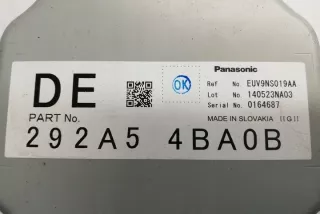 DE
PART No.
292A5 4BA0B
OK
Panasonic
Ref No EUV9NS019AA
Lot No 140523NA03
Serial No. 0164687
MADE IN SLOVAKIA IIGII